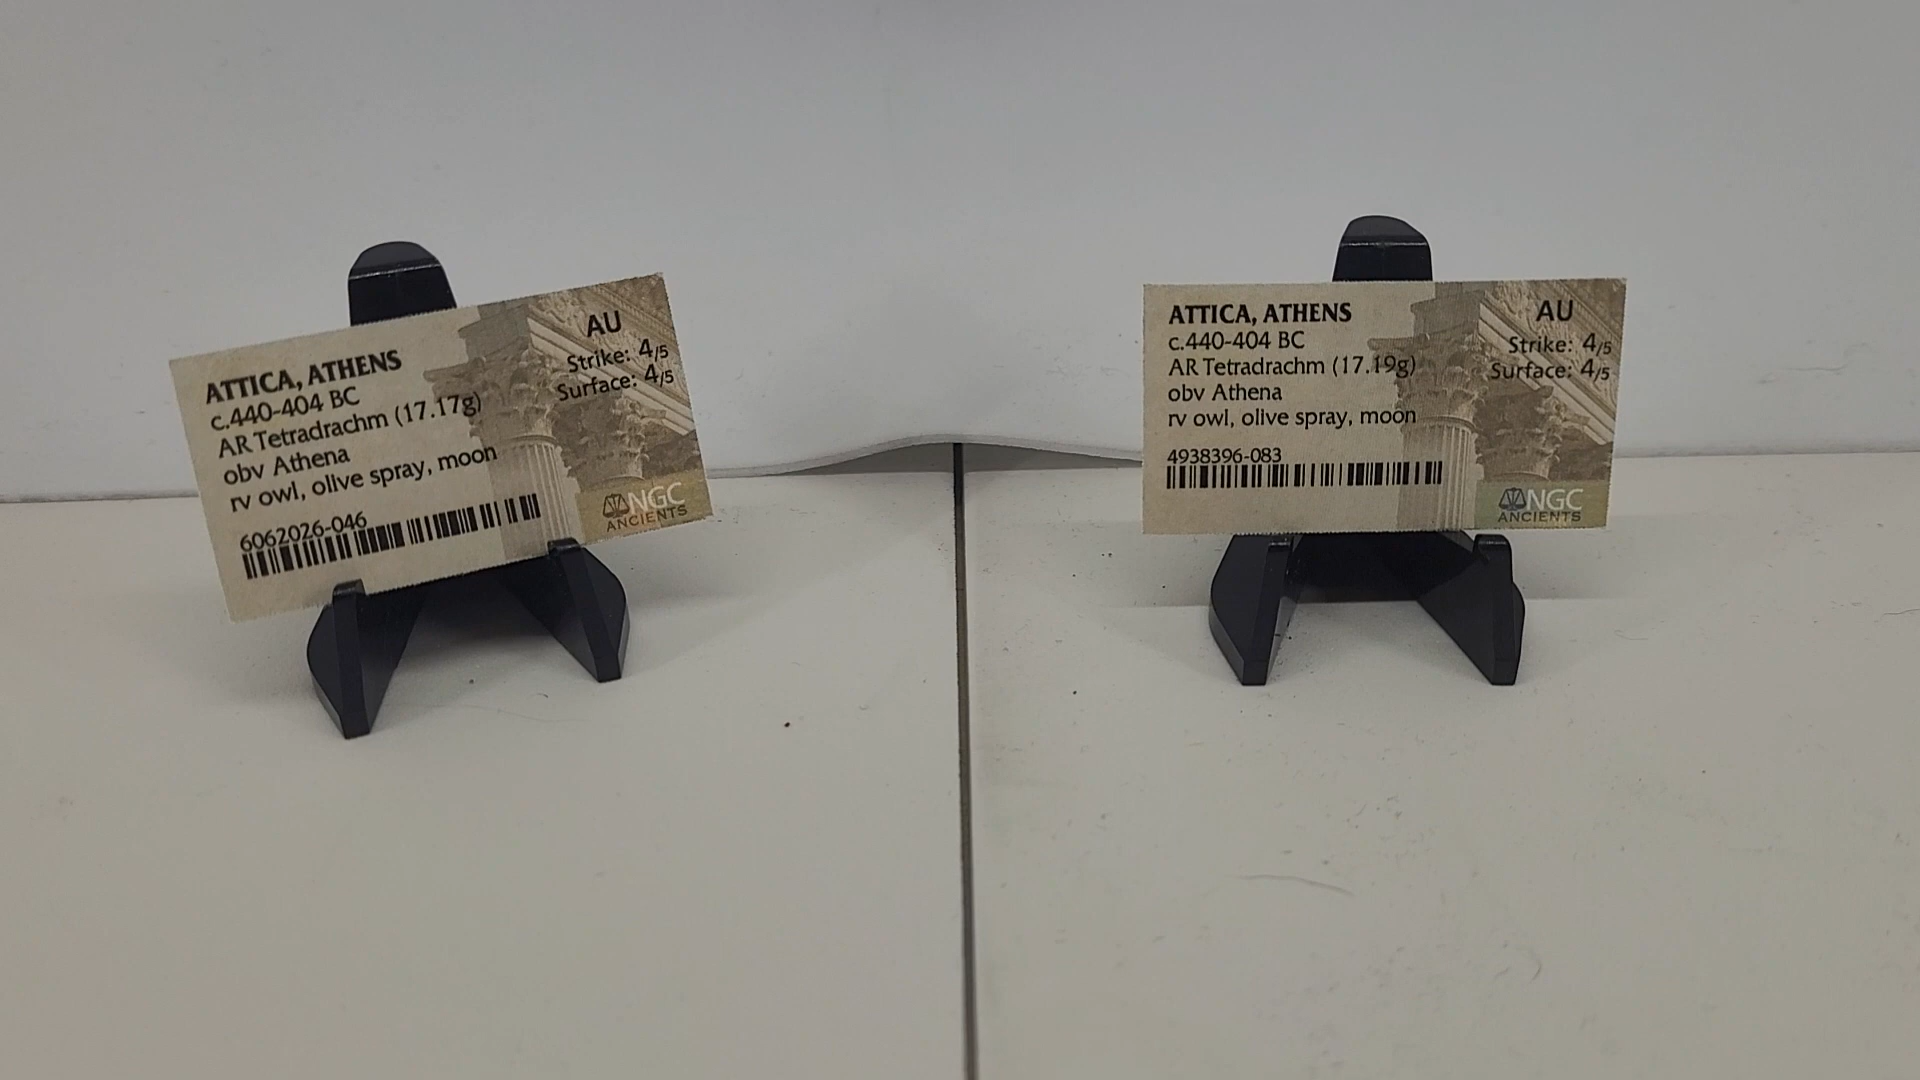 ATTICA, ATHENS
c.440-404 BC
AR Tetradrachm (17.17g)
obv Athena
rv owl, olive spray, moon
6062026-046
AU
Strike: 4/5
Surface: 4/5
NGC
ANCIENTS
ATTICA, ATHENS
c.440-404 BC
AR Tetradrachm (17.19g)
obv Athena
rv owl, olive spray, moon
4938396-083
AU
Strike: 4/5
Surface: 4/5
NGC
ANCIENTS